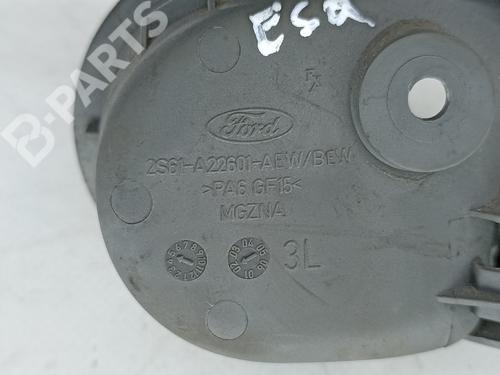 B-PARTS
Esq
Ford
2S61-A22601-AEW/BEW
>PA6 GF15<
MGZNA
3L